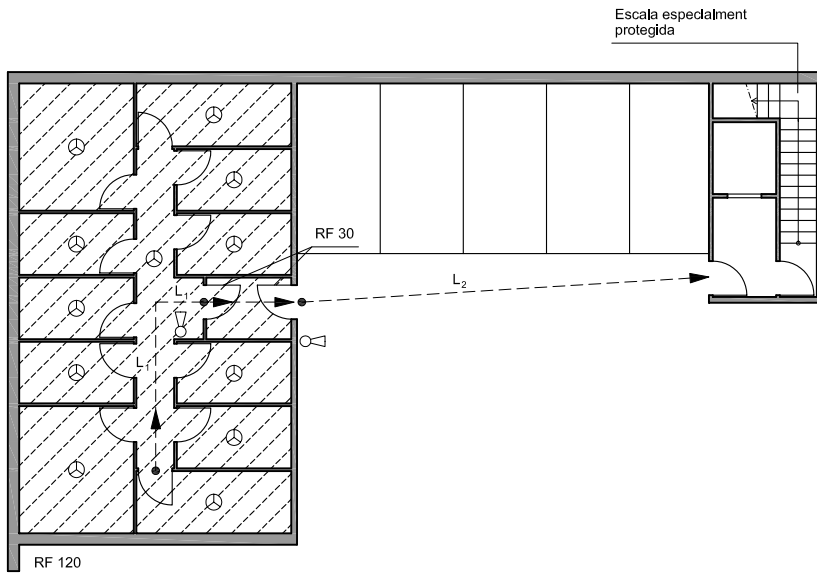 Escala especialment
protegida
RF 30
L2
L1
L1
RF 120